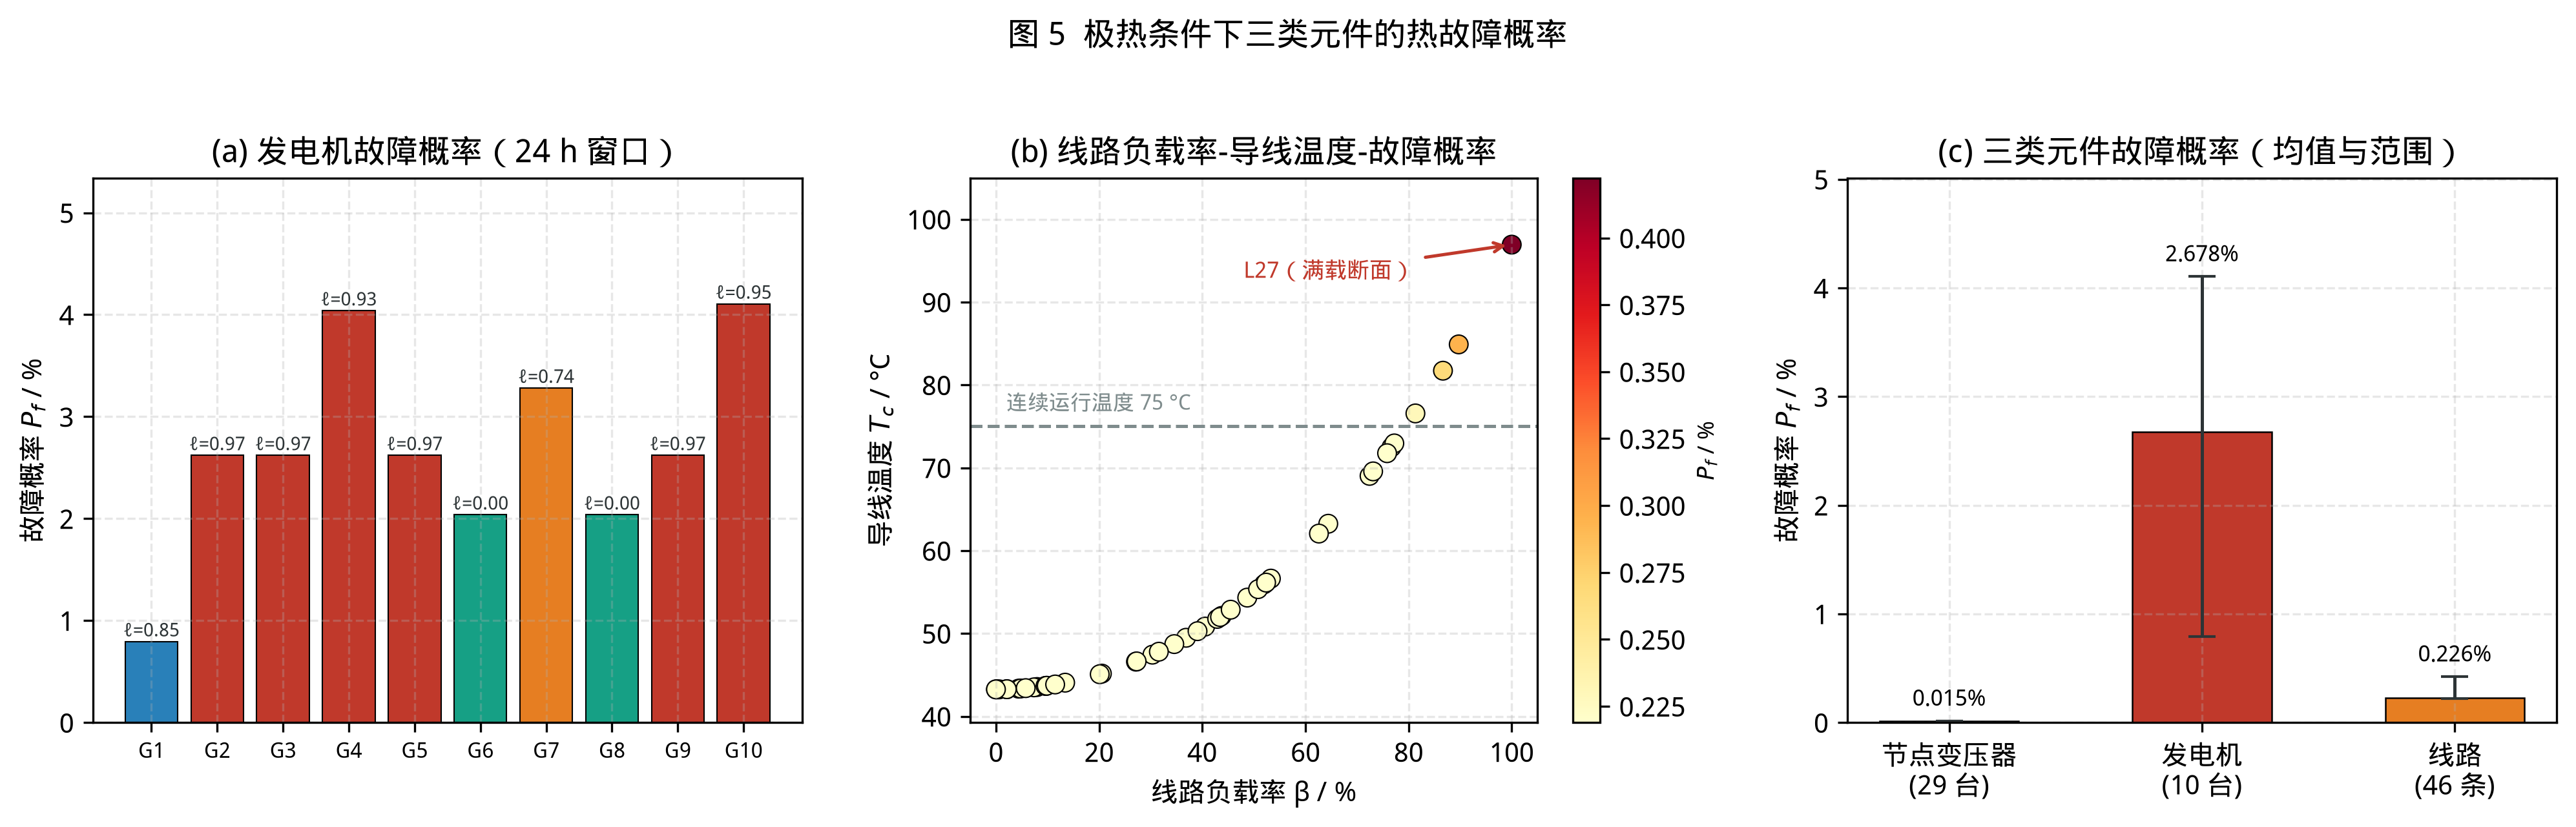 图 5 极热条件下三类元件的热故障概率
(a) 发电机故障概率（24 h 窗口）
故障概率 Pf / %
5
4
3
2
1
0
ℓ=0.85
ℓ=0.97
ℓ=0.97
ℓ=0.93
ℓ=0.97
ℓ=0.00
ℓ=0.74
ℓ=0.00
ℓ=0.97
ℓ=0.95
G1 G2 G3 G4 G5 G6 G7 G8 G9 G10
(b) 线路负载率-导线温度-故障概率
导线温度 Tc / °C
100
90
80
70
60
50
40
L27（满载断面）
连续运行温度 75 °C
0 20 40 60 80 100
线路负载率 β / %
0.400
0.375
0.350
0.325
0.300
0.275
0.250
0.225
Pf / %
(c) 三类元件故障概率（均值与范围）
故障概率 Pf / %
5
4
3
2
1
0
0.015%
2.678%
0.226%
节点变压器
(29 台)
发电机
(10 台)
线路
(46 条)